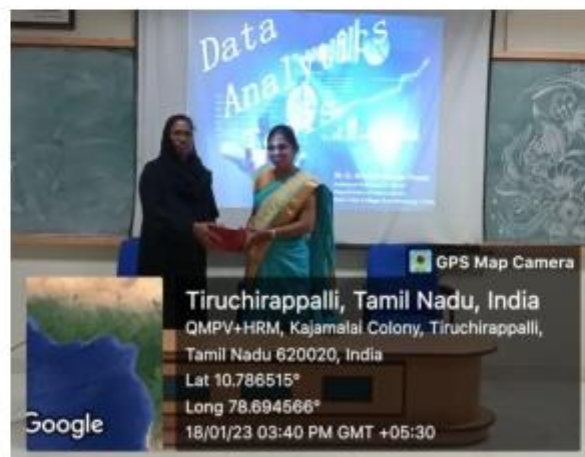 Data
Analytics
GPS Map Camera
Tiruchirappalli, Tamil Nadu, India
QMPV+HRM, Kajamalai Colony, Tiruchirappalli,
Tamil Nadu 620020, India
Lat 10.786515°
Long 78.694566°
18/01/23 03:40 PM GMT +05:30
Google